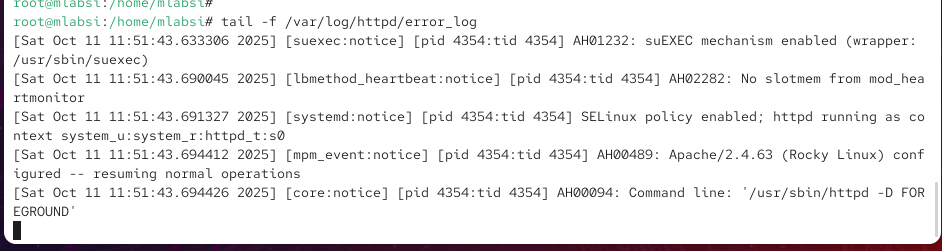 root@mlabsi:/home/mlabsi#
root@mlabsi:/home/mlabsi# tail -f /var/log/httpd/error_log
[Sat Oct 11 11:51:43.633306 2025] [suexec:notice] [pid 4354:tid 4354] AH01232: suEXEC mechanism enabled (wrapper:
/usr/sbin/suexec)
[Sat Oct 11 11:51:43.690045 2025] [lbmethod_heartbeat:notice] [pid 4354:tid 4354] AH02282: No slotmem from mod_hea
rtmonitor
[Sat Oct 11 11:51:43.691327 2025] [systemd:notice] [pid 4354:tid 4354] SELinux policy enabled; httpd running as co
ntext system_u:system_r:httpd_t:s0
[Sat Oct 11 11:51:43.694412 2025] [mpm_event:notice] [pid 4354:tid 4354] AH00489: Apache/2.4.63 (Rocky Linux) conf
igured -- resuming normal operations
[Sat Oct 11 11:51:43.694426 2025] [core:notice] [pid 4354:tid 4354] AH00094: Command line: '/usr/sbin/httpd -D FOR
EGROUND'